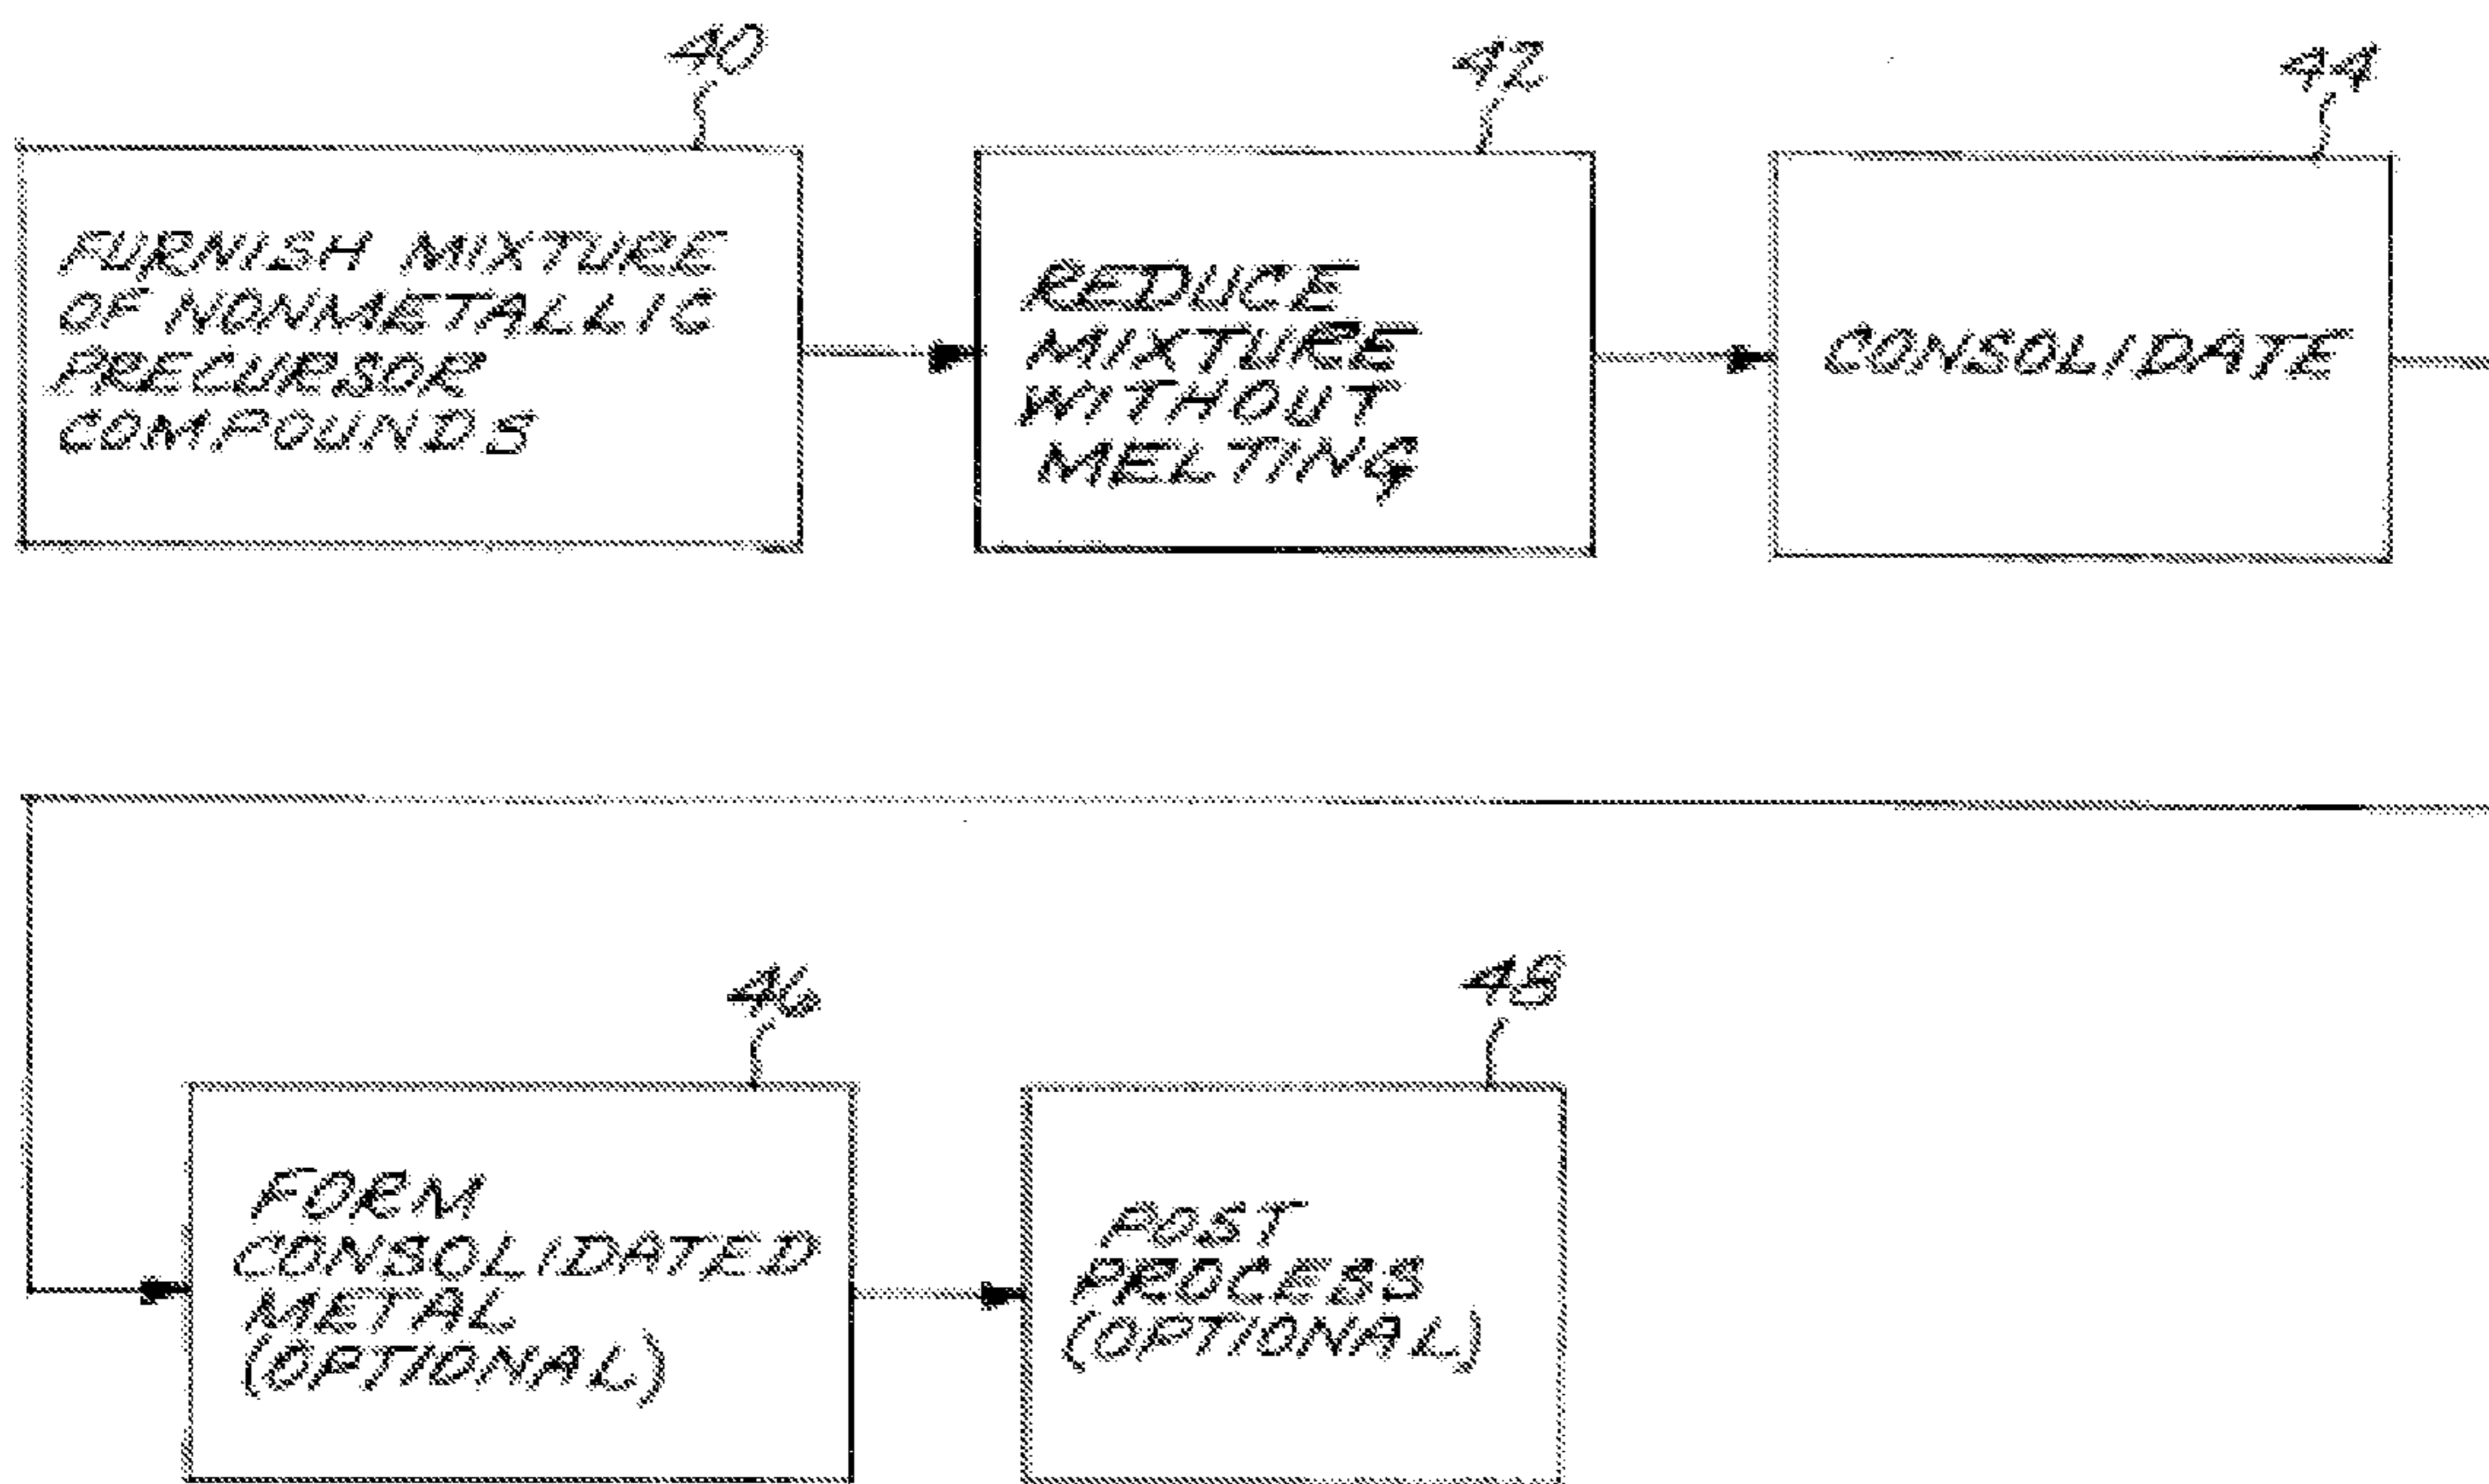 40
42
44
FURNISH MIXTURE
OF NONMETALLIC
PRECURSOR
COMPOUNDS
REDUCE
MIXTURE
WITHOUT
MELTING
CONSOLIDATE
46
48
FORM
CONSOLIDATED
METAL
(OPTIONAL)
POST
PROCESS
(OPTIONAL)